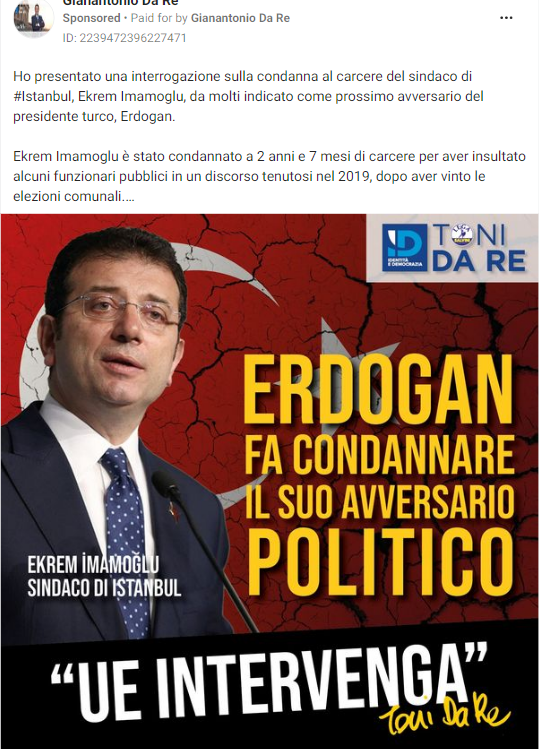 Gianantonio Da Re
Sponsored • Paid for by Gianantonio Da Re
ID: 2239472396227471
Ho presentato una interrogazione sulla condanna al carcere del sindaco di
#Istanbul, Ekrem Imamoglu, da molti indicato come prossimo avversario del
presidente turco, Erdogan.
Ekrem Imamoglu è stato condannato a 2 anni e 7 mesi di carcere per aver insultato
alcuni funzionari pubblici in un discorso tenutosi nel 2019, dopo aver vinto le
elezioni comunali....
ID
IDENTITÀ
E DEMOCRAZIA
TONI
DA RE
ERDOGAN
FA CONDANNARE
IL SUO AVVERSARIO
POLITICO
EKREM İMAMOGLU
SINDACO DI ISTANBUL
“UE INTERVENGA”
Toni Da Re